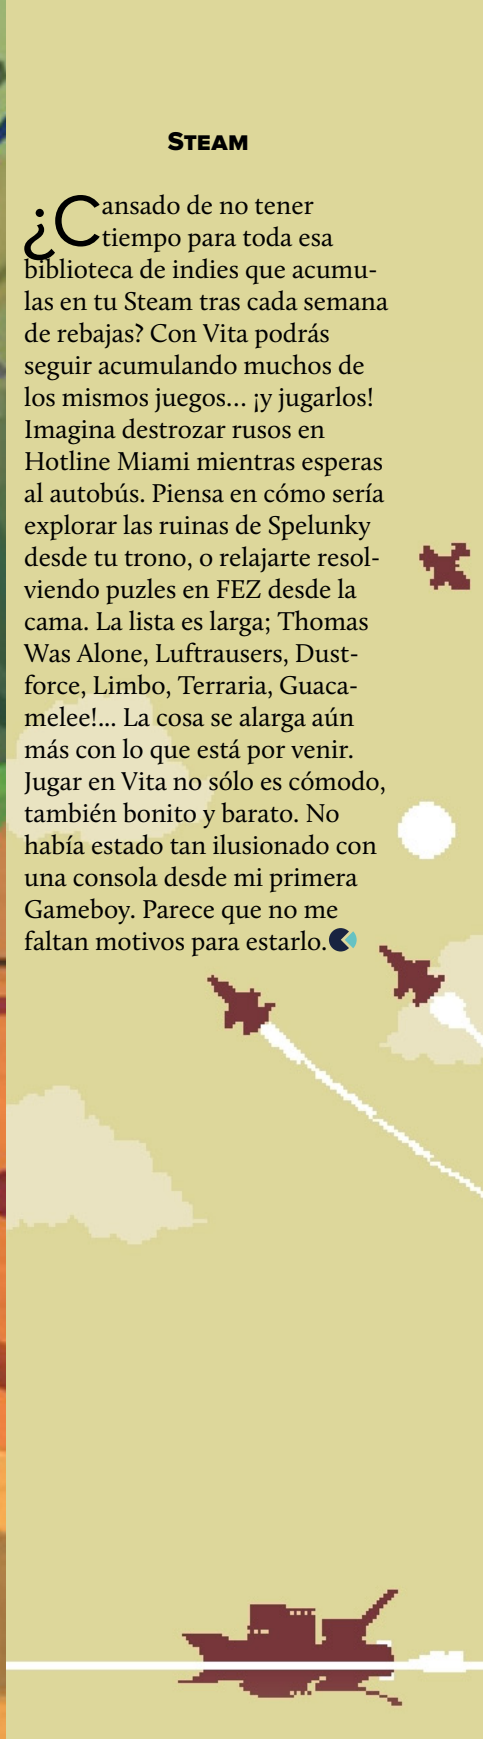 STEAM
¿Cansado de no tener
tiempo para toda esa
biblioteca de indies que acumu-
las en tu Steam tras cada semana
de rebajas? Con Vita podrás
seguir acumulando muchos de
los mismos juegos... ¡y jugarlos!
Imagina destrozar rusos en
Hotline Miami mientras esperas
al autobús. Piensa en cómo sería
explorar las ruinas de Spelunky
desde tu trono, o relajarte resol-
viendo puzles en FEZ desde la
cama. La lista es larga; Thomas
Was Alone, Luftrausers, Dust-
force, Limbo, Terraria, Guaca-
melee!... La cosa se alarga aún
más con lo que está por venir.
Jugar en Vita no sólo es cómodo,
también bonito y barato. No
había estado tan ilusionado con
una consola desde mi primera
Gameboy. Parece que no me
faltan motivos para estarlo.